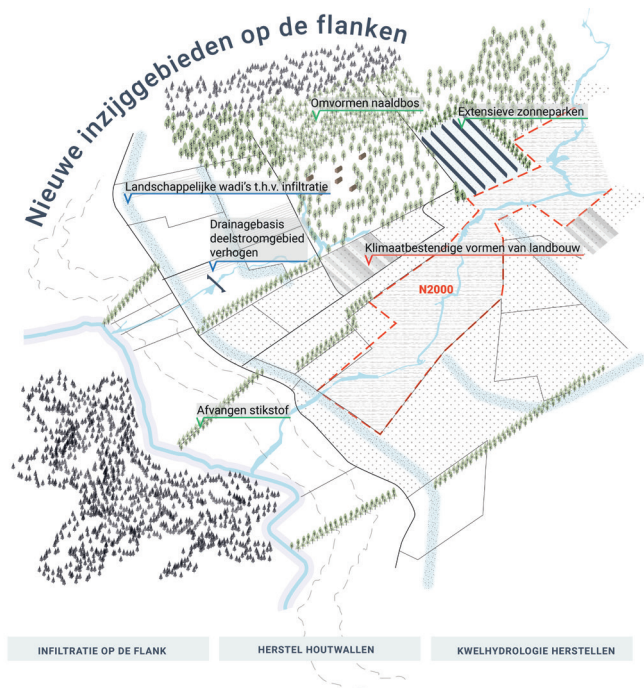 Nieuwe inzijggebieden op de flanken
Omvormen naaldbos
Extensieve zonneparken
Landschappelijke wadi's t.h.v. infiltratie
Drainagebasis
deelstroomgebied
verhogen
Klimaatbestendige vormen van landbouw
N2000
Afvangen stikstof
INFILTRATIE OP DE FLANK
HERSTEL HOUTWALLEN
KWELHYDROLOGIE HERSTELLEN